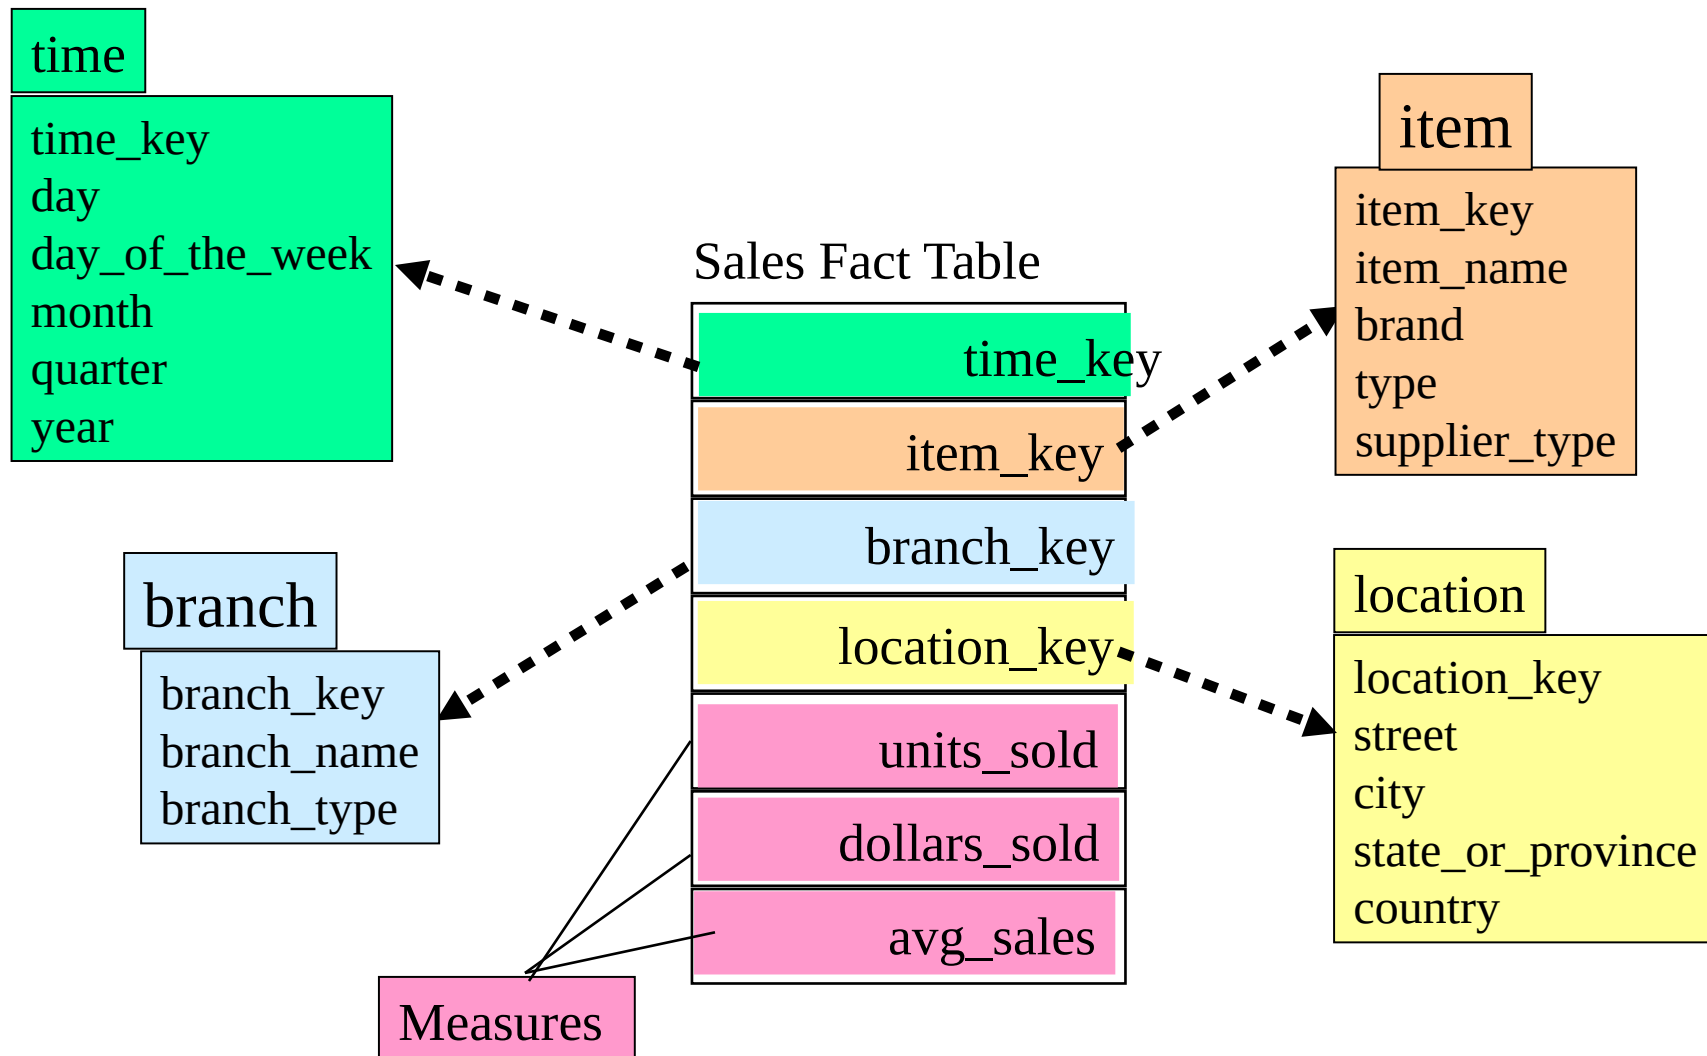 time
time_key
day
day_of_the_week
month
quarter
year
item
item_key
item_name
brand
type
supplier_type
Sales Fact Table
time_key
item_key
branch_key
location_key
units_sold
dollars_sold
avg_sales
branch
branch_key
branch_name
branch_type
location
location_key
street
city
state_or_province
country
Measures